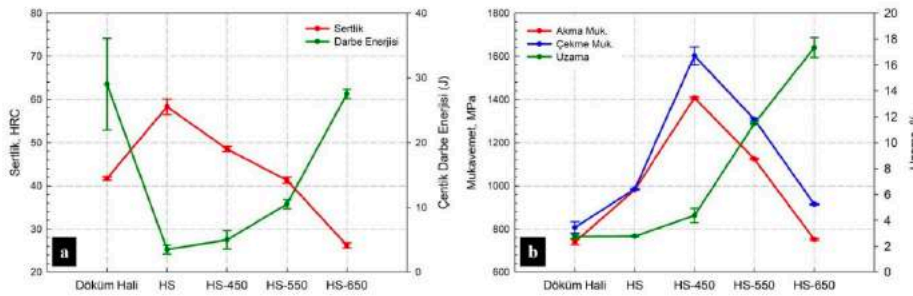 80
70
60
50
40
30
20
Sertlik, HRC
Sertlik
Darbe Enerjisi
40
30
20
10
0
Çentik Darbe Enerjisi (J)
a
Döküm Hali HS HS-450 HS-550 HS-650
1800
1600
1400
1200
1000
800
600
Mukavemet, MPa
Akma Muk.
Çekme Muk.
Uzama
20
18
16
14
12
10
8
6
4
2
0
b
Döküm Hali HS HS-450 HS-550 HS-650